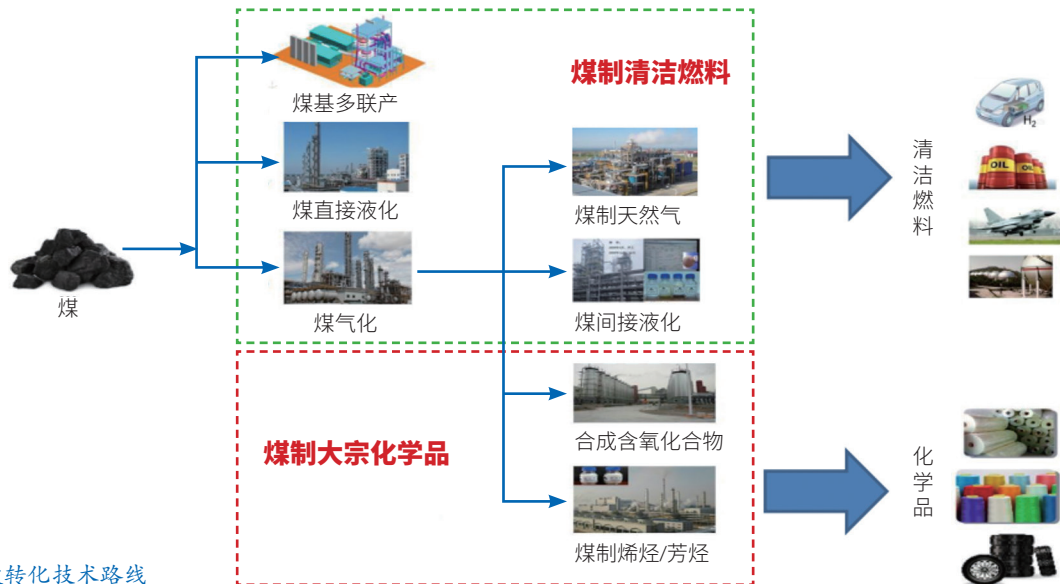 煤制清洁燃料
煤基多联产
煤直接液化
煤气化
煤
煤制天然气
煤间接液化
煤制大宗化学品
合成含氧化合物
煤制烯烃/芳烃
清洁燃料
H2
OIL
OIL
化学品
转化技术路线